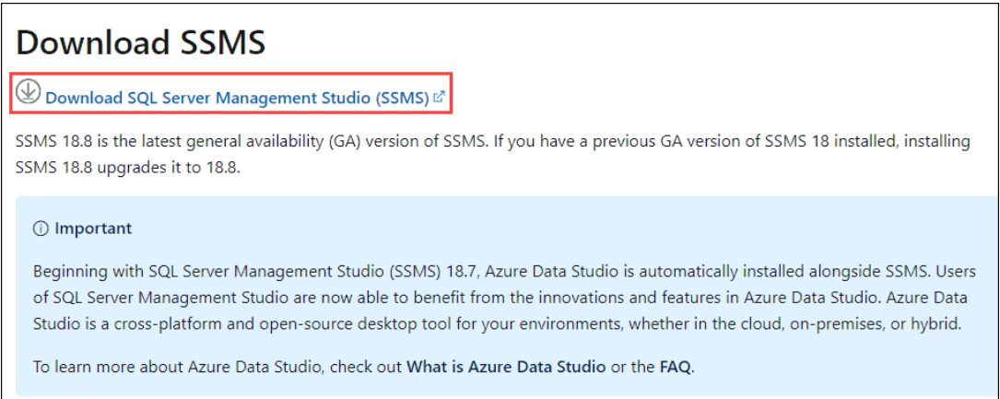 Download SSMS
Download SQL Server Management Studio (SSMS)
SSMS 18.8 is the latest general availability (GA) version of SSMS. If you have a previous GA version of SSMS 18 installed, installing
SSMS 18.8 upgrades it to 18.8.
Important
Beginning with SQL Server Management Studio (SSMS) 18.7, Azure Data Studio is automatically installed alongside SSMS. Users
of SQL Server Management Studio are now able to benefit from the innovations and features in Azure Data Studio. Azure Data
Studio is a cross-platform and open-source desktop tool for your environments, whether in the cloud, on-premises, or hybrid.
To learn more about Azure Data Studio, check out What is Azure Data Studio or the FAQ.